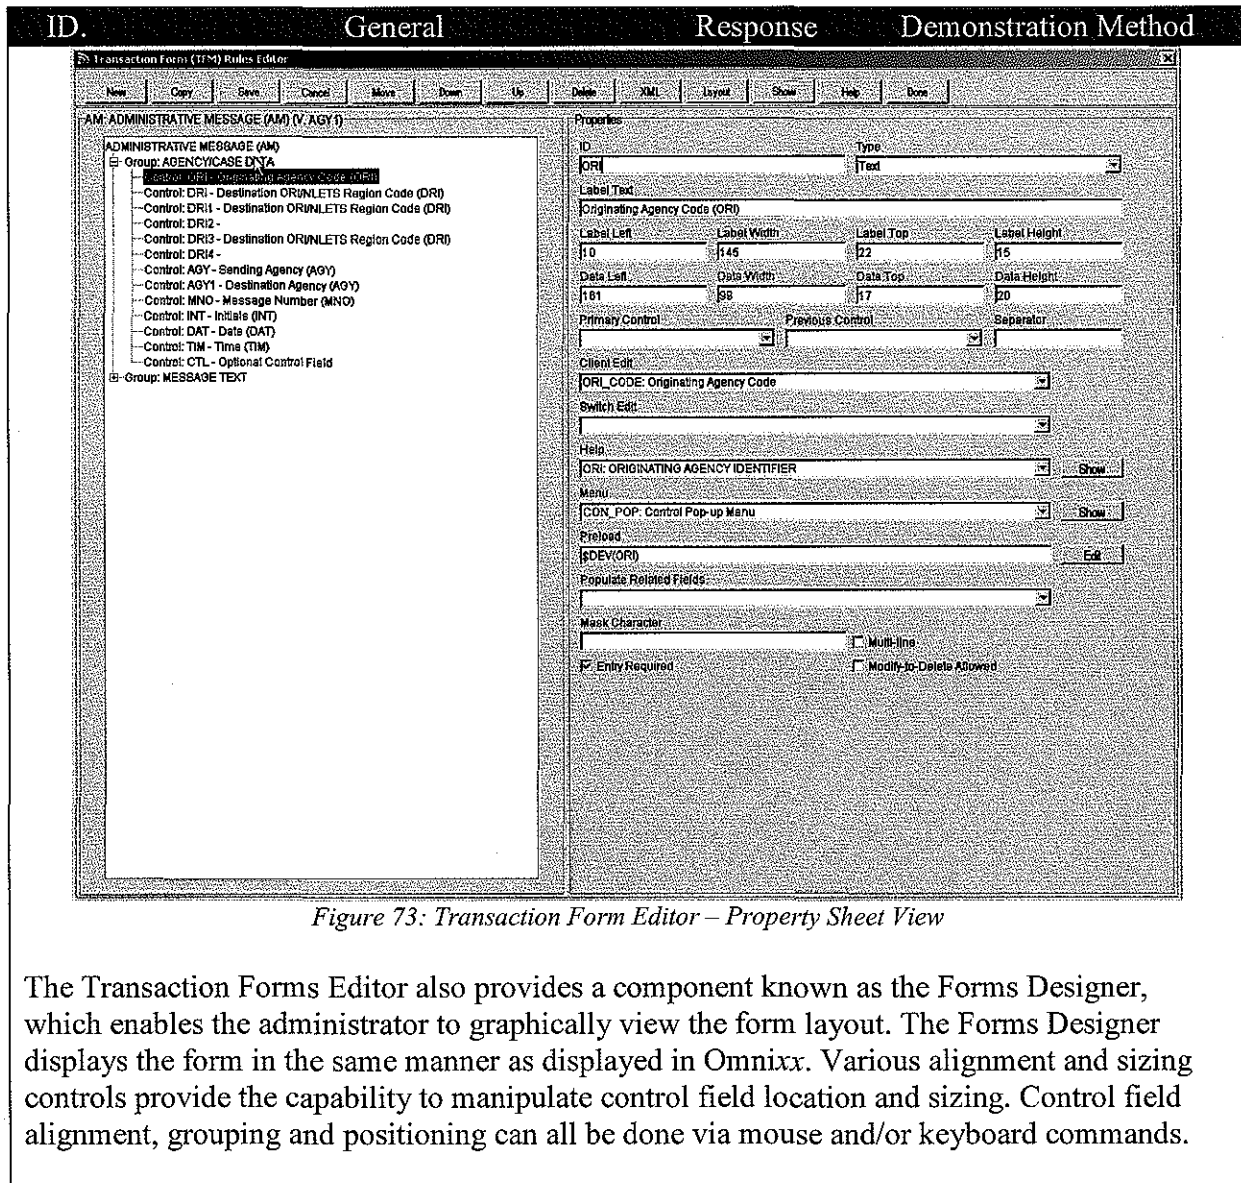 ID. General Response Demonstration Method
Transaction Form (TFM) Rules Editor
New Copy Save Cancel Move Down Up Delete XML Layout Show Help Done
AM: ADMINISTRATIVE MESSAGE (AM) (V. AGY1)
ADMINISTRATIVE MESSAGE (AM)
Group: AGENCY/CASE DATA
Control: ORI - Originating Agency Code (ORI)
Control: DRI - Destination ORI/NLETS Region Code (DRI)
Control: DRI1 - Destination ORI/NLETS Region Code (DRI)
Control: DRI2 -
Control: DRI3 - Destination ORI/NLETS Region Code (DRI)
Control: DRI4 -
Control: AGY - Sending Agency (AGY)
Control: AGY1 - Destination Agency (AGY)
Control: MNO - Message Number (MNO)
Control: INT - Initials (INT)
Control: DAT - Date (DAT)
Control: TIM - Time (TIM)
Control: CTL - Optional Control Field
Group: MESSAGE TEXT
Properties
ID Type
ORI Text
Label Text
Originating Agency Code (ORI)
Label Left Label Width Label Top Label Height
10 145 22 15
Data Left Data Width Data Top Data Height
161 98 17 20
Primary Control Previous Control Separator
Client Edit
ORI_CODE: Originating Agency Code
Switch Edit
Help
ORI: ORIGINATING AGENCY IDENTIFIER Show
Menu
CON_POP: Control Pop-up Menu Show
Preload
$DEV(ORI) Edit
Populate Related Fields
Mask Character
Multi-line
Entry Required Modify-to-Delete Allowed
Figure 73: Transaction Form Editor – Property Sheet View
The Transaction Forms Editor also provides a component known as the Forms Designer,
which enables the administrator to graphically view the form layout. The Forms Designer
displays the form in the same manner as displayed in Omnixx. Various alignment and sizing
controls provide the capability to manipulate control field location and sizing. Control field
alignment, grouping and positioning can all be done via mouse and/or keyboard commands.